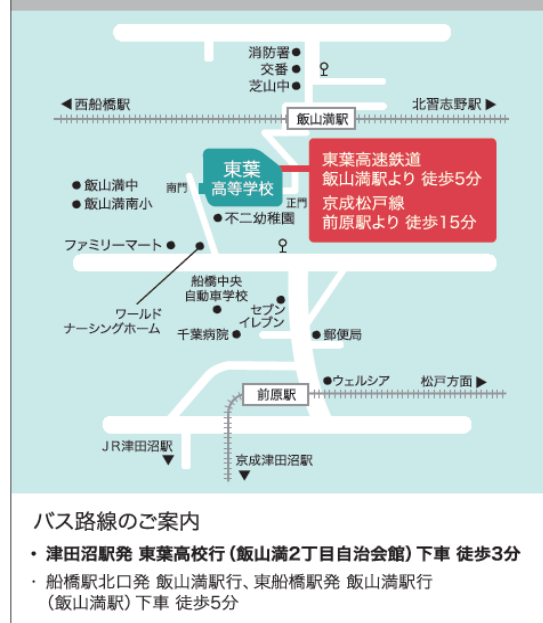 消防署
交番
芝山中
◀西船橋駅
北習志野駅▶
飯山満駅
東葉
高等学校
東葉高速鉄道
飯山満駅より 徒歩5分
京成松戸線
前原駅より 徒歩15分
飯山満中
飯山満南小
南門
正門
不二幼稚園
ファミリーマート
船橋中央
自動車学校
ワールド
ナーシングホーム
セブン
イレブン
千葉病院
郵便局
ウェルシア
松戸方面▶
前原駅
JR津田沼駅
▼
京成津田沼駅
▼
バス路線のご案内
・ 津田沼駅発 東葉高校行(飯山満2丁目自治会館)下車 徒歩3分
・ 船橋駅北口発 飯山満駅行、東船橋駅発 飯山満駅行
(飯山満駅)下車 徒歩5分